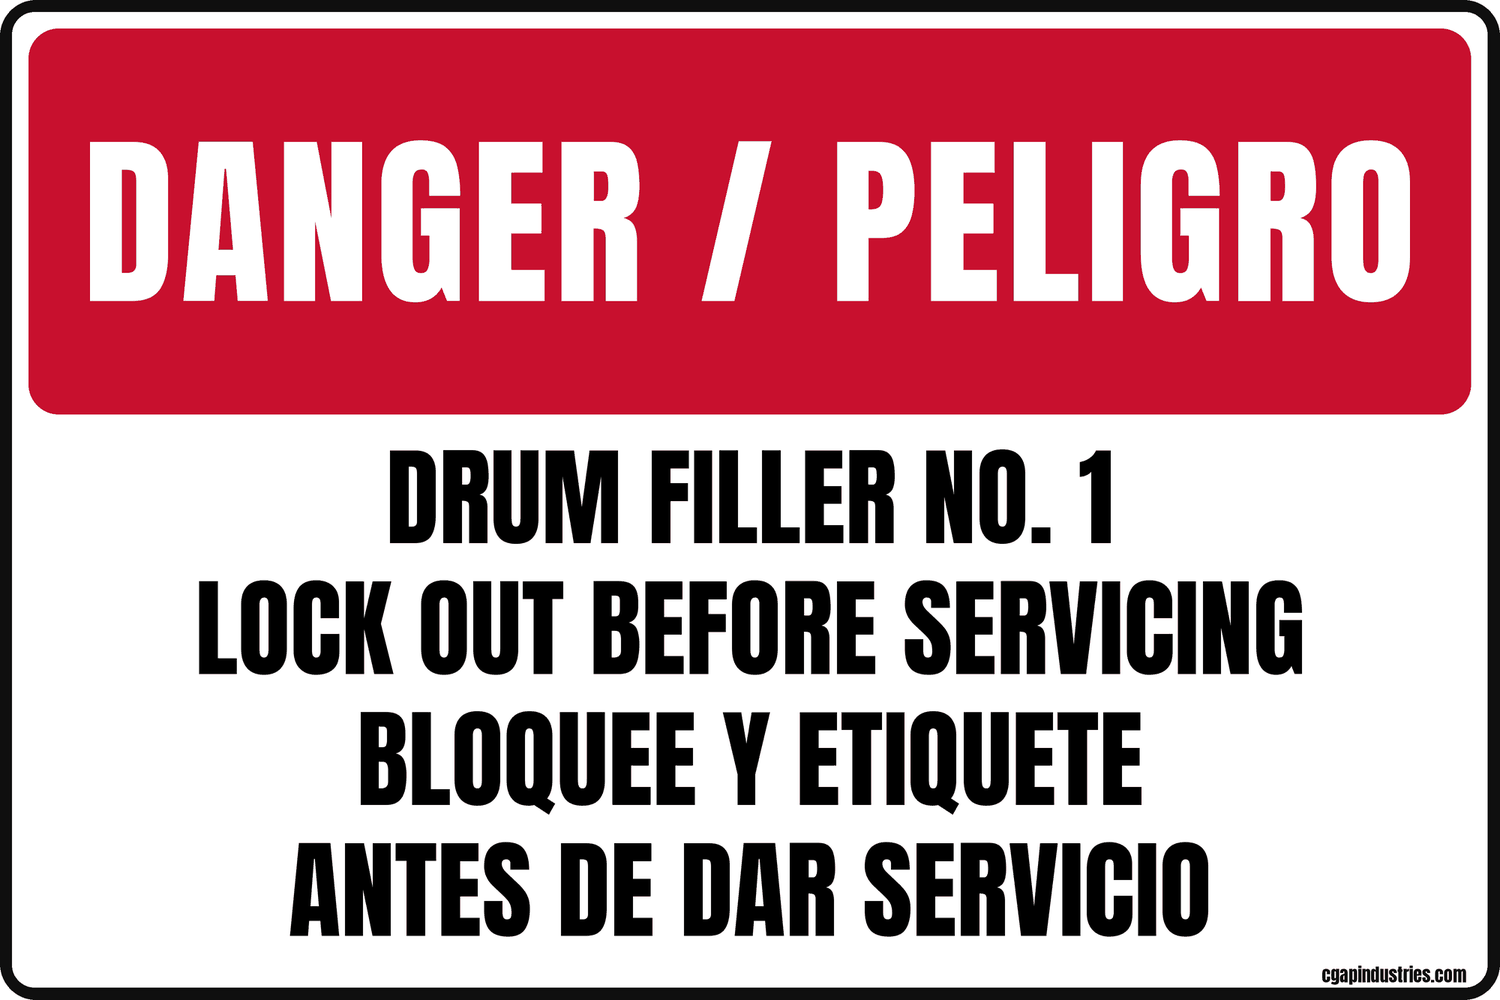 DANGER / PELIGRO
DRUM FILLER NO. 1
LOCK OUT BEFORE SERVICING
BLOQUEE Y ETIQUETE
ANTES DE DAR SERVICIO
cgapindustries.com